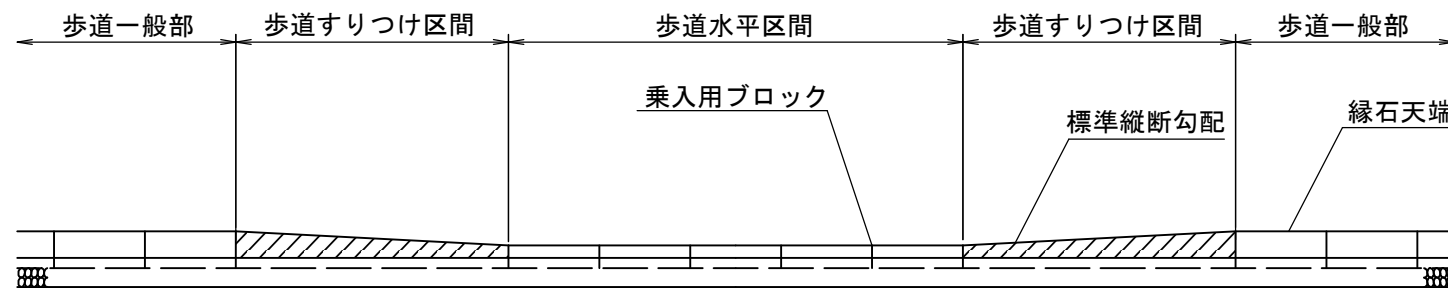 歩道一般部
歩道すりつけ区間
歩道水平区間
歩道すりつけ区間
歩道一般部
乗入用ブロック
標準縦断勾配
縁石天端